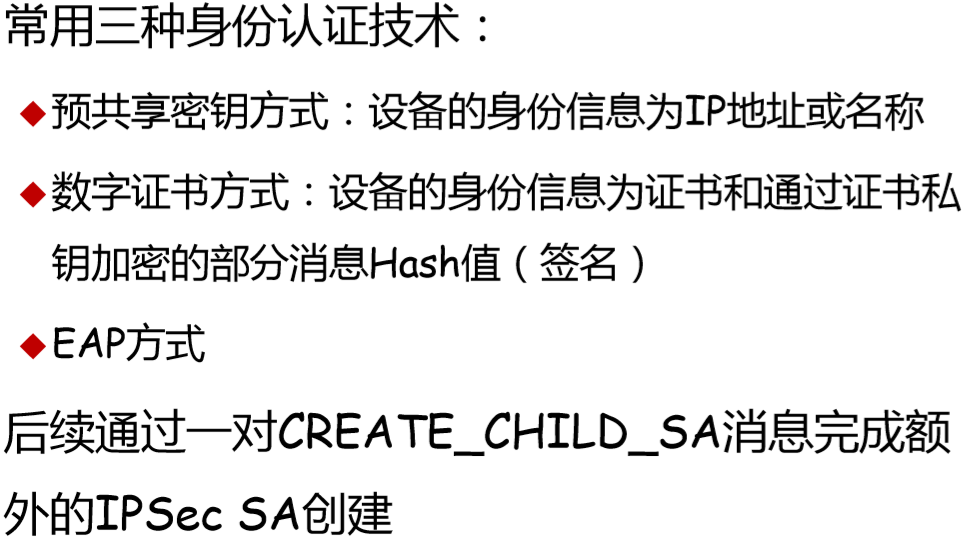 常用三种身份认证技术：
◆预共享密钥方式：设备的身份信息为IP地址或名称
◆数字证书方式：设备的身份信息为证书和通过证书私
钥加密的部分消息Hash值（签名）
◆EAP方式
后续通过一对CREATE_CHILD_SA消息完成额
外的IPSec SA创建